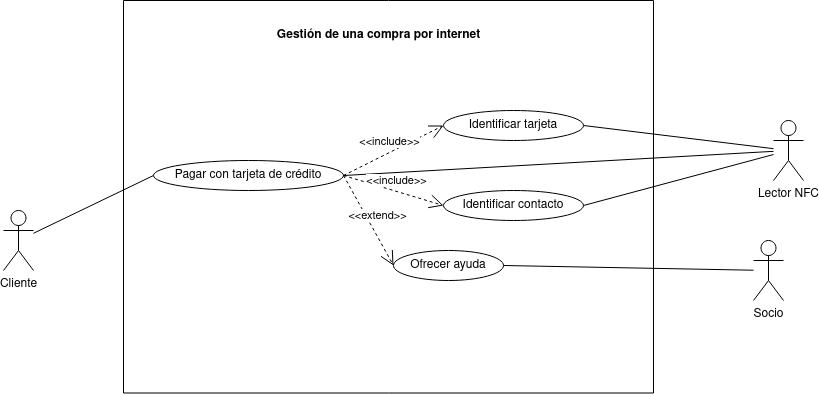 Gestión de una compra por internet
Identificar tarjeta
<<include>>
Pagar con tarjeta de crédito
<<include>>
Lector NFC
Identificar contacto
<<extend>>
Ofrecer ayuda
Cliente
Socio